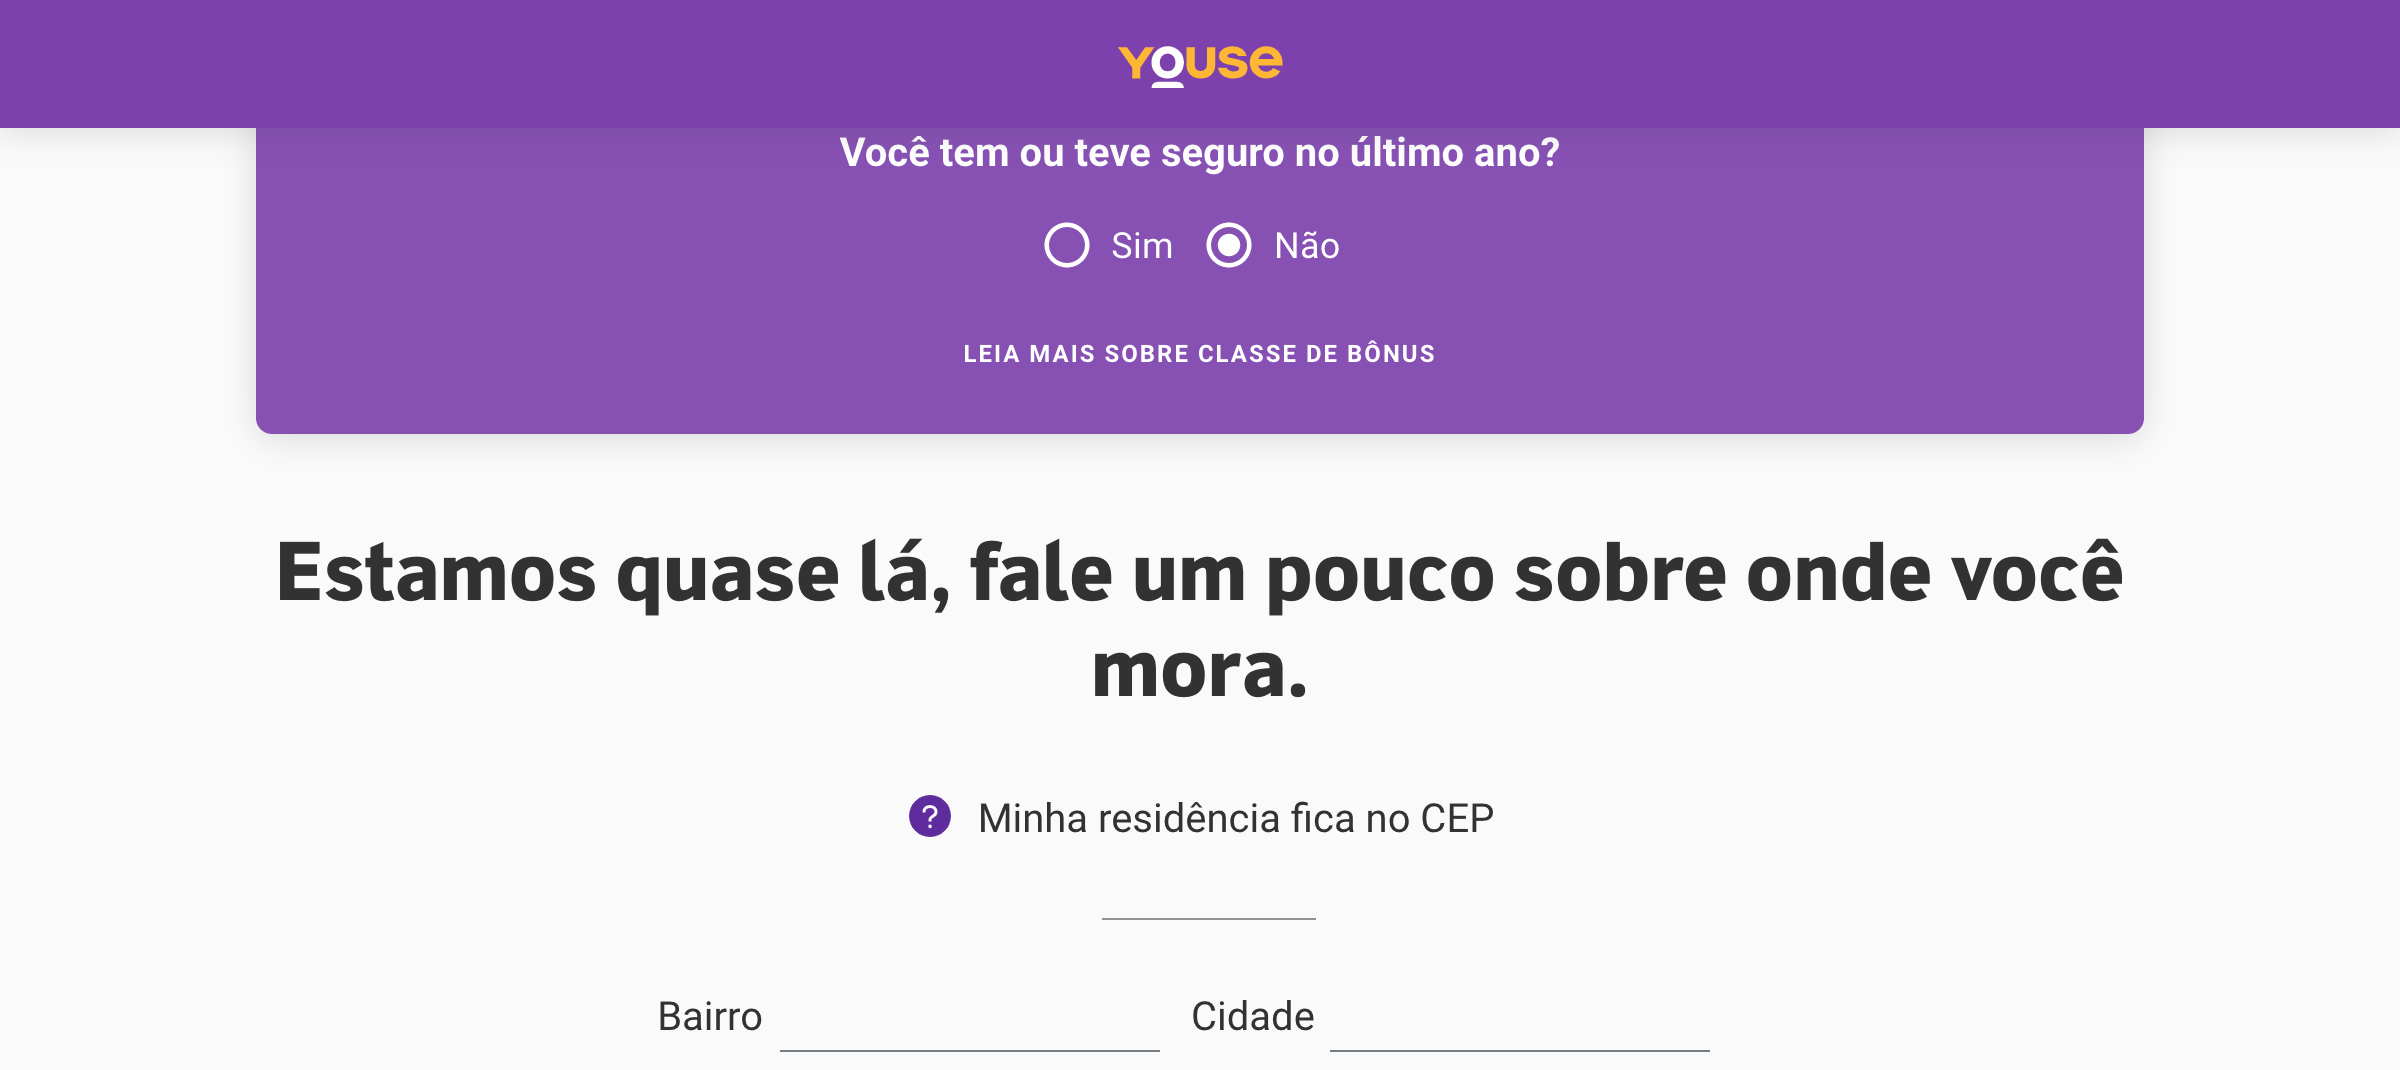 Youse
Você tem ou teve seguro no último ano?
Sim Não
LEIA MAIS SOBRE CLASSE DE BÔNUS
Estamos quase lá, fale um pouco sobre onde você
mora.
? Minha residência fica no CEP
Bairro Cidade